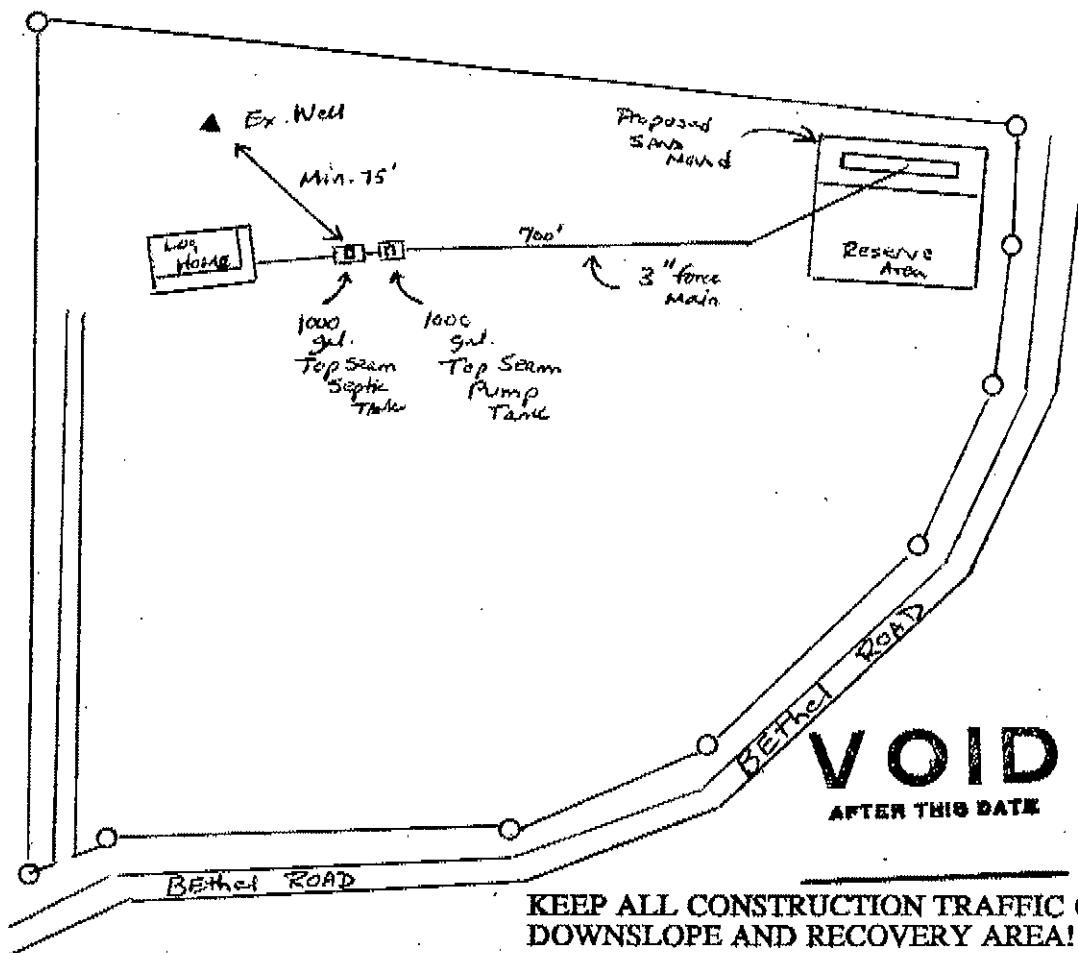 Ex. Well
Proposed
Sand
Mound
Min. 75'
Log
Home
700'
3" force
main
Reserve
Area
1000
gal.
Top Seam
Septic
Tank
1000
gal.
Top Seam
Pump
Tank
BEthel ROAD
VOID
AFTER THIS DATE
BEthel ROAD
KEEP ALL CONSTRUCTION TRAFFIC
DOWNSLOPE AND RECOVERY AREA!